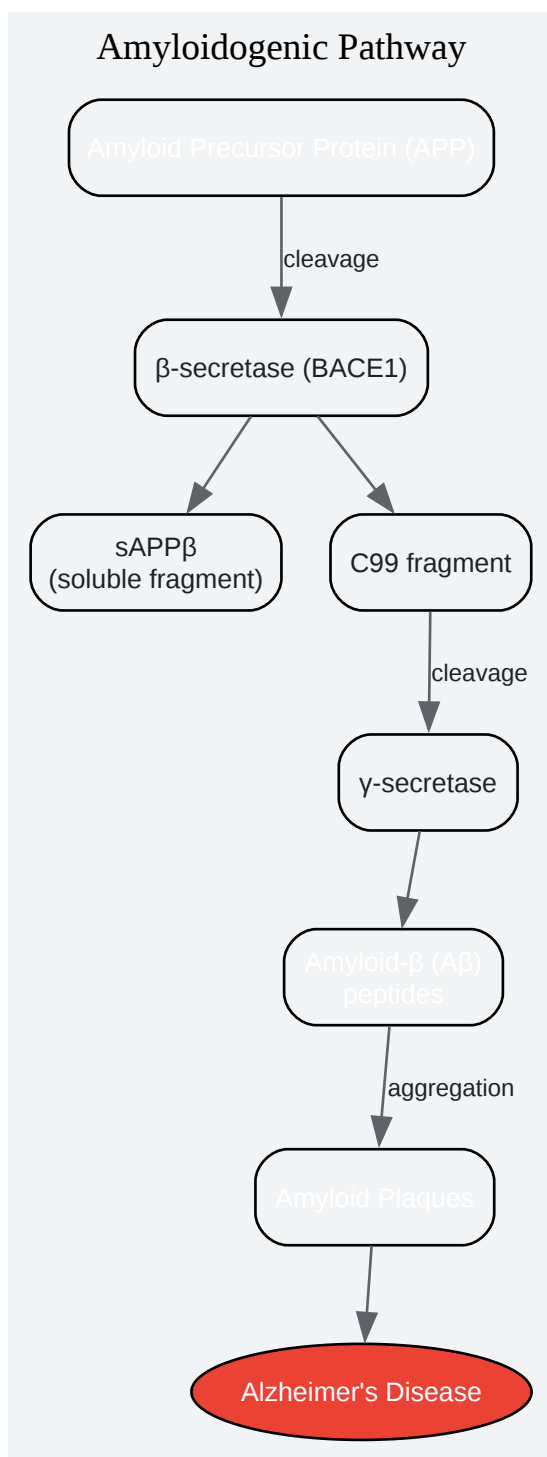 Amyloidogenic Pathway
Amyloid Precursor Protein (APP)
cleavage
β-secretase (BACE1)
sAPPβ
(soluble fragment)
C99 fragment
cleavage
γ-secretase
Amyloid-β (Aβ)
peptides
aggregation
Amyloid Plaques
Alzheimer's Disease